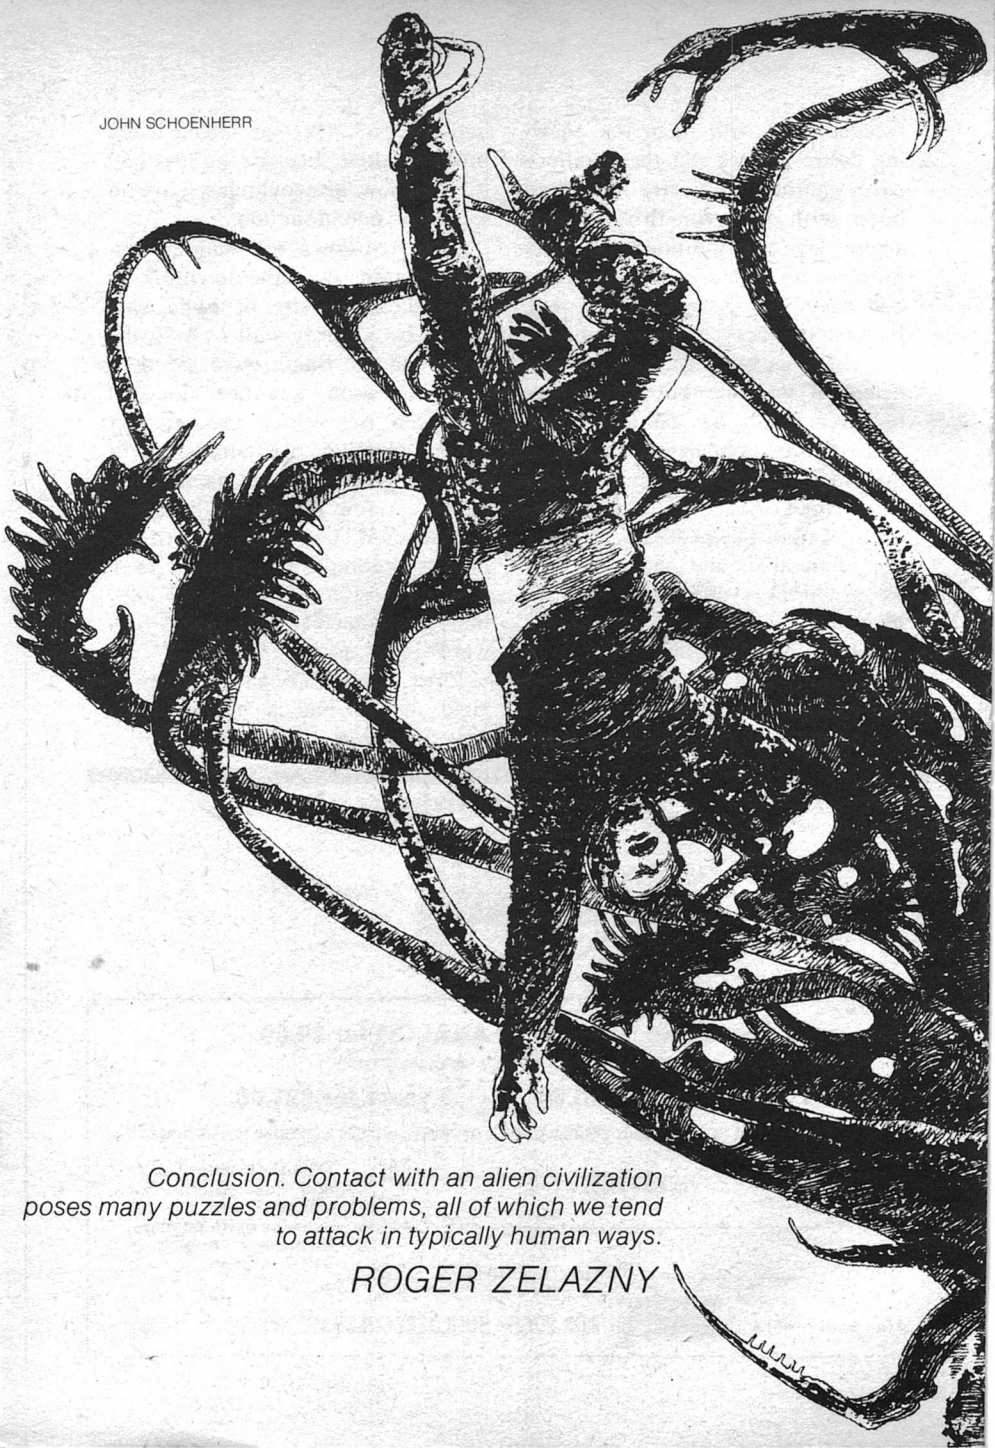 JOHN SCHOENHERR
Conclusion. Contact with an alien civilization
poses many puzzles and problems, all of which we tend
to attack in typically human ways.
ROGER ZELAZNY